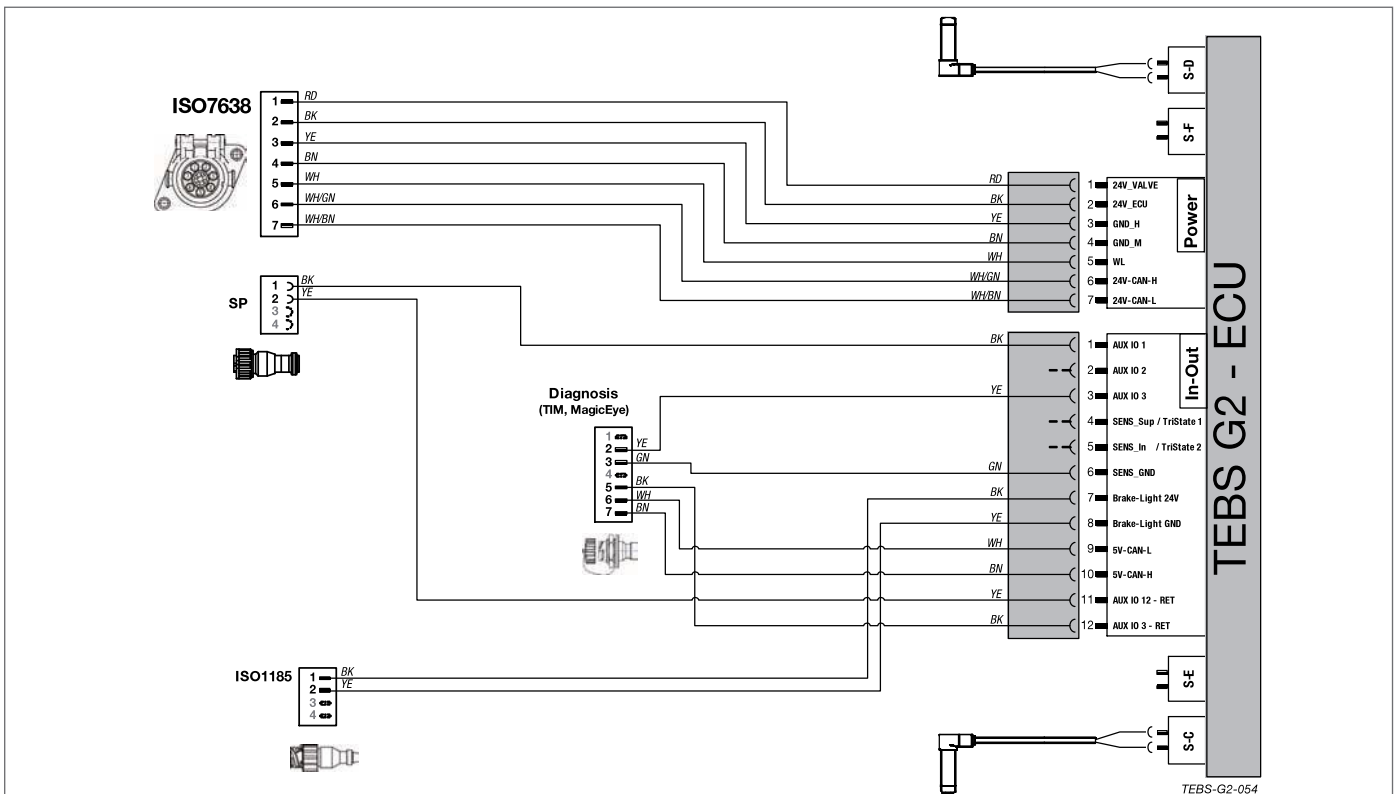 ISO7638
1 RD
2 BK
3 YE
4 BN
5 WH
6 WH/GN
7 WH/BN
SP
1 BK
2 YE
3
4
Diagnosis
(TIM, MagicEye)
1
2 YE
3 GN
4
5 BK
6 WH
7 BN
ISO1185
1 BK
2 YE
3
4
S-D
S-F
Power
RD 1 24V_VALVE
BK 2 24V_ECU
YE 3 GND_H
BN 4 GND_M
WH 5 WL
WH/GN 6 24V-CAN-H
WH/BN 7 24V-CAN-L
In-Out
BK 1 AUX IO 1
2 AUX IO 2
YE 3 AUX IO 3
4 SENS_Sup / TriState 1
5 SENS_In / TriState 2
GN 6 SENS_GND
BK 7 Brake-Light 24V
YE 8 Brake-Light GND
WH 9 5V-CAN-L
BN 10 5V-CAN-H
YE 11 AUX IO 12 - RET
BK 12 AUX IO 3 - RET
S-E
S-C
TEBS G2 - ECU
TEBS-G2-054